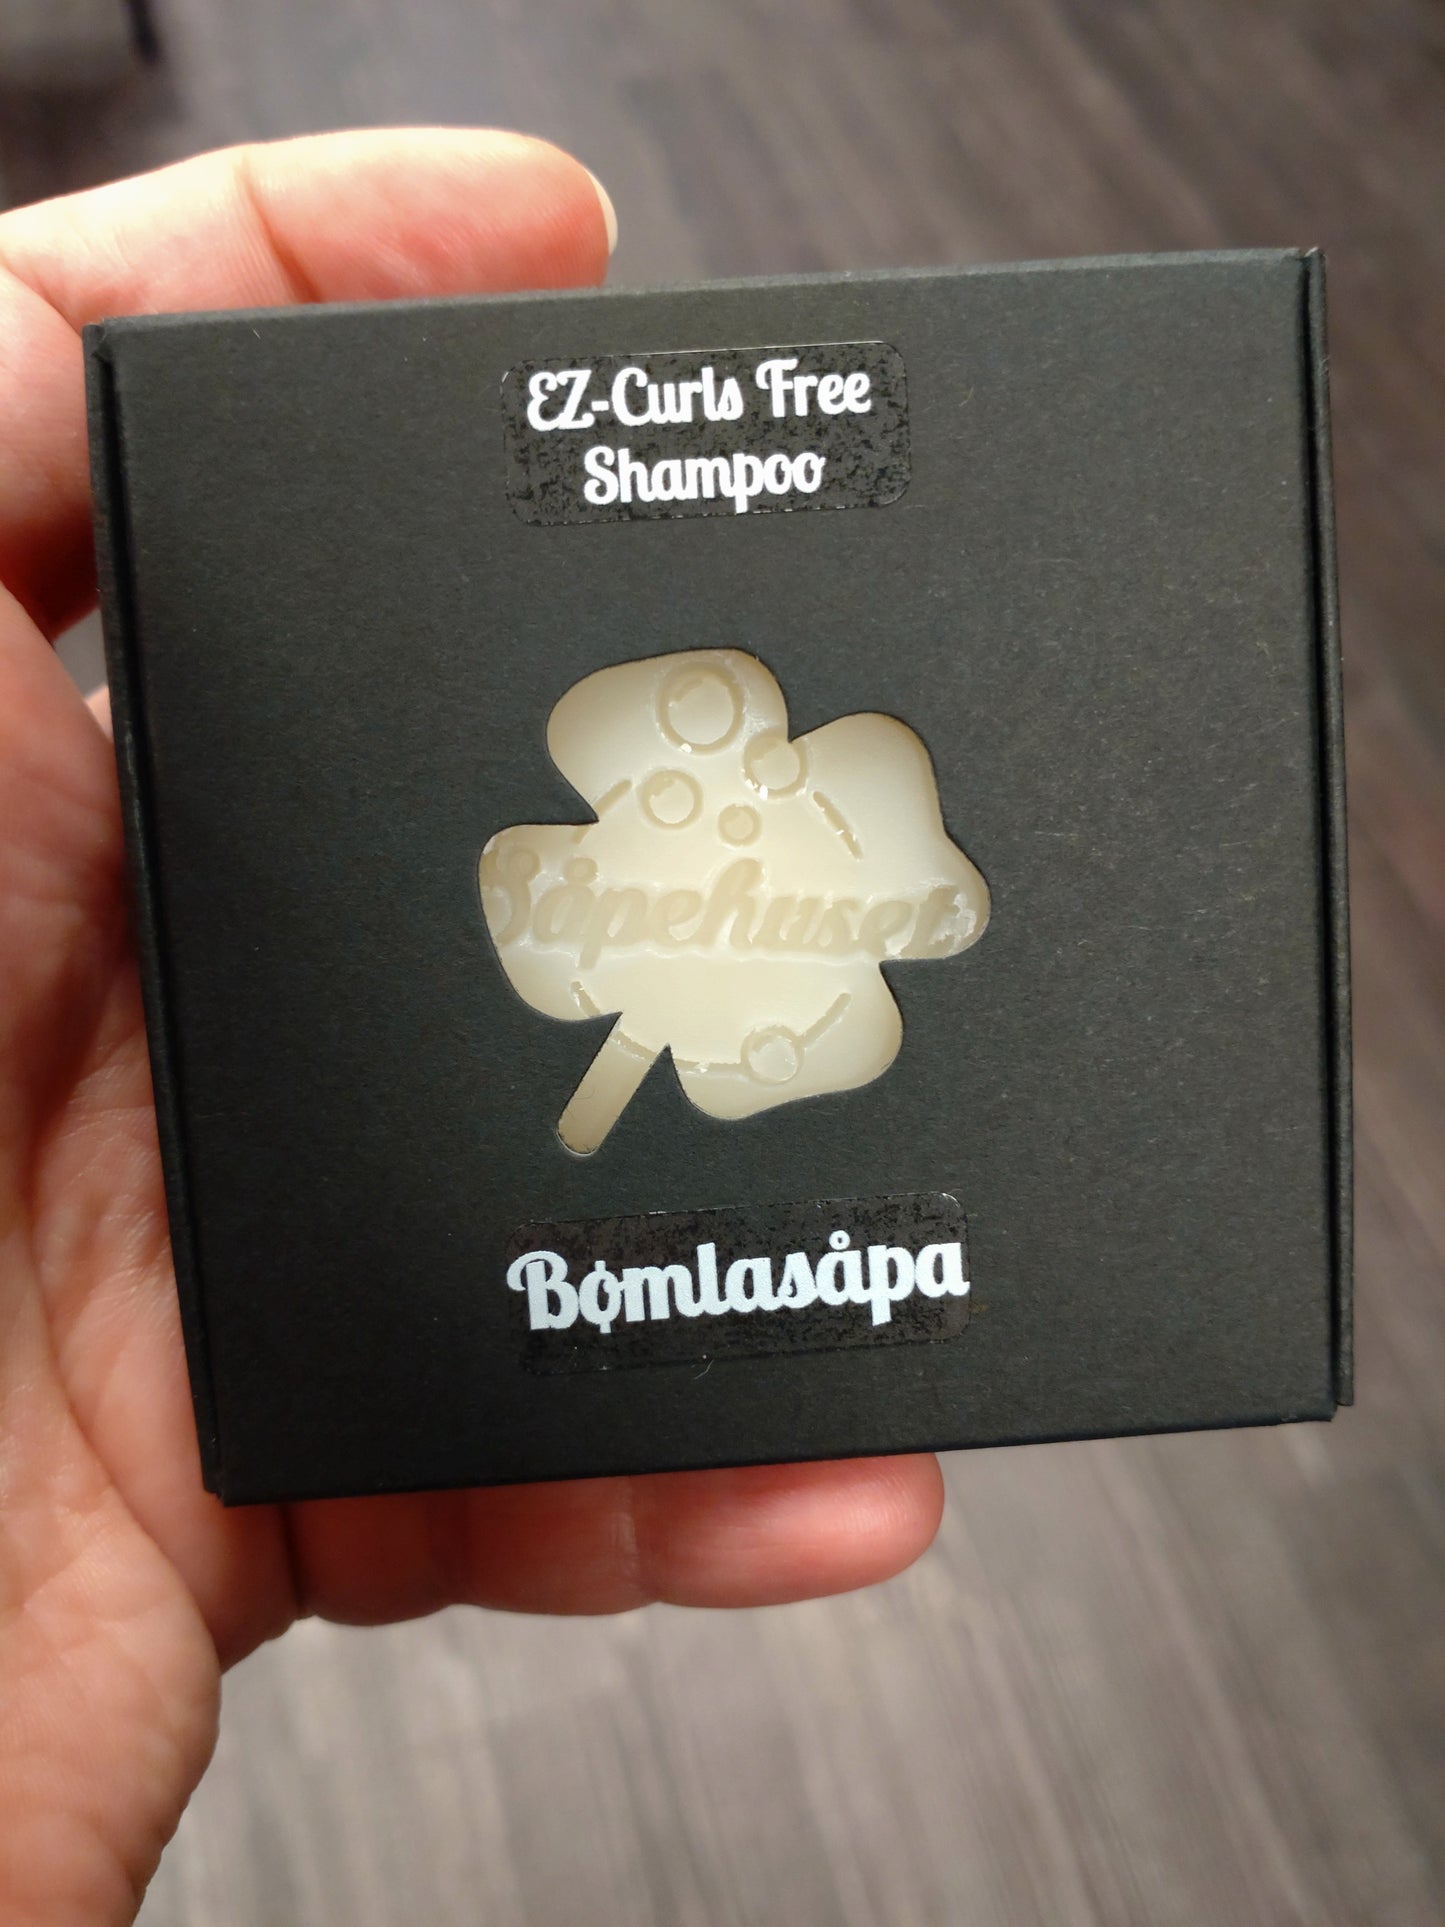 EZ-Curls Free
Shampoo
Såpehuset
Bømlasåpa